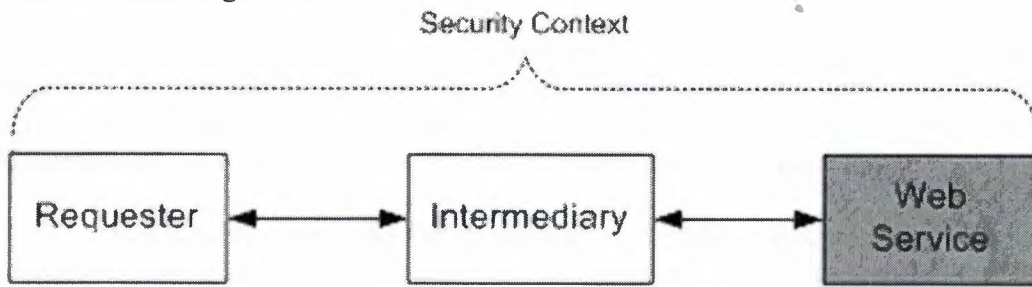 Security Context
Requester
Intermediary
Web
Service